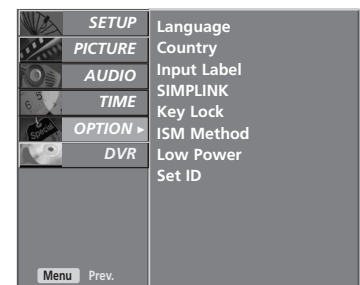 SETUP
PICTURE
AUDIO
TIME
OPTION ▸
DVR
Menu Prev.
Language
Country
Input Label
SIMPLINK
Key Lock
ISM Method
Low Power
Set ID